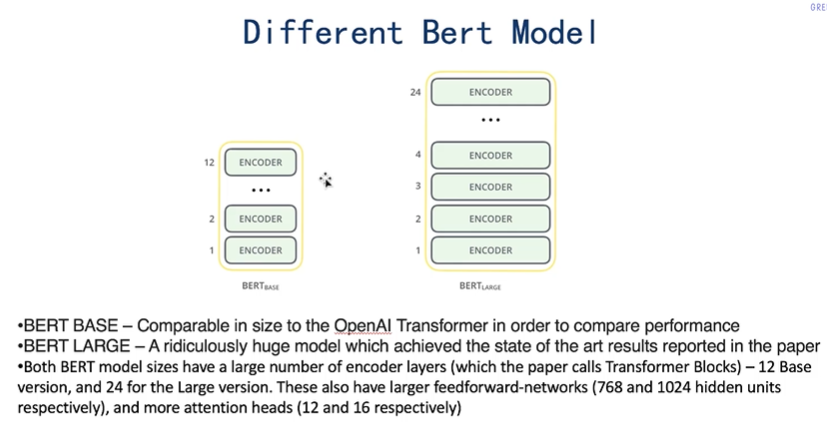 GRE
Different Bert Model
24 ENCODER
...
12 ENCODER
4 ENCODER
...
3 ENCODER
2 ENCODER
2 ENCODER
1 ENCODER
1 ENCODER
BERTBASE
BERTLARGE
•BERT BASE – Comparable in size to the OpenAI Transformer in order to compare performance
•BERT LARGE – A ridiculously huge model which achieved the state of the art results reported in the paper
•Both BERT model sizes have a large number of encoder layers (which the paper calls Transformer Blocks) – 12 Base
version, and 24 for the Large version. These also have larger feedforward-networks (768 and 1024 hidden units
respectively), and more attention heads (12 and 16 respectively)